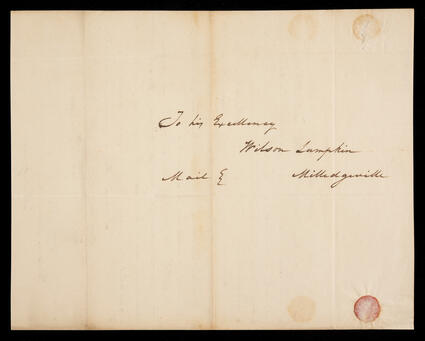 To his Excellency
Wilson Lumpkin
Mail Milledgeville